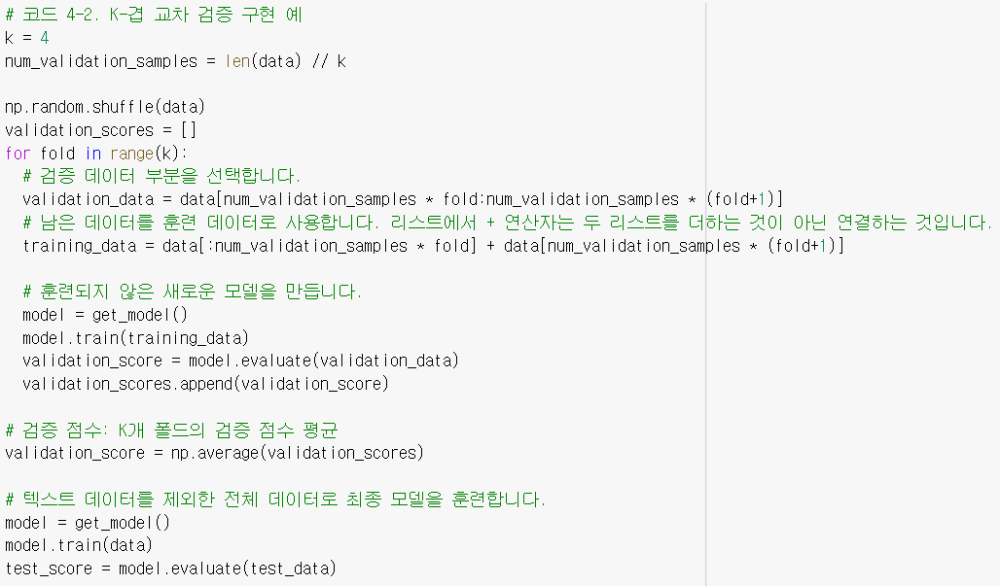 # 코드 4-2. K-겹 교차 검증 구현 예
k = 4
num_validation_samples = len(data) // k
np.random.shuffle(data)
validation_scores = []
for fold in range(k):
# 검증 데이터 부분을 선택합니다.
validation_data = data[num_validation_samples * fold:num_validation_samples * (fold+1)]
# 남은 데이터를 훈련 데이터로 사용합니다. 리스트에서 + 연산자는 두 리스트를 더하는 것이 아닌 연결하는 것입니다.
training_data = data[:num_validation_samples * fold] + data[num_validation_samples * (fold+1)]
# 훈련되지 않은 새로운 모델을 만듭니다.
model = get_model()
model.train(training_data)
validation_score = model.evaluate(validation_data)
validation_scores.append(validation_score)
# 검증 점수: K개 폴드의 검증 점수 평균
validation_score = np.average(validation_scores)
# 텍스트 데이터를 제외한 전체 데이터로 최종 모델을 훈련합니다.
model = get_model()
model.train(data)
test_score = model.evaluate(test_data)